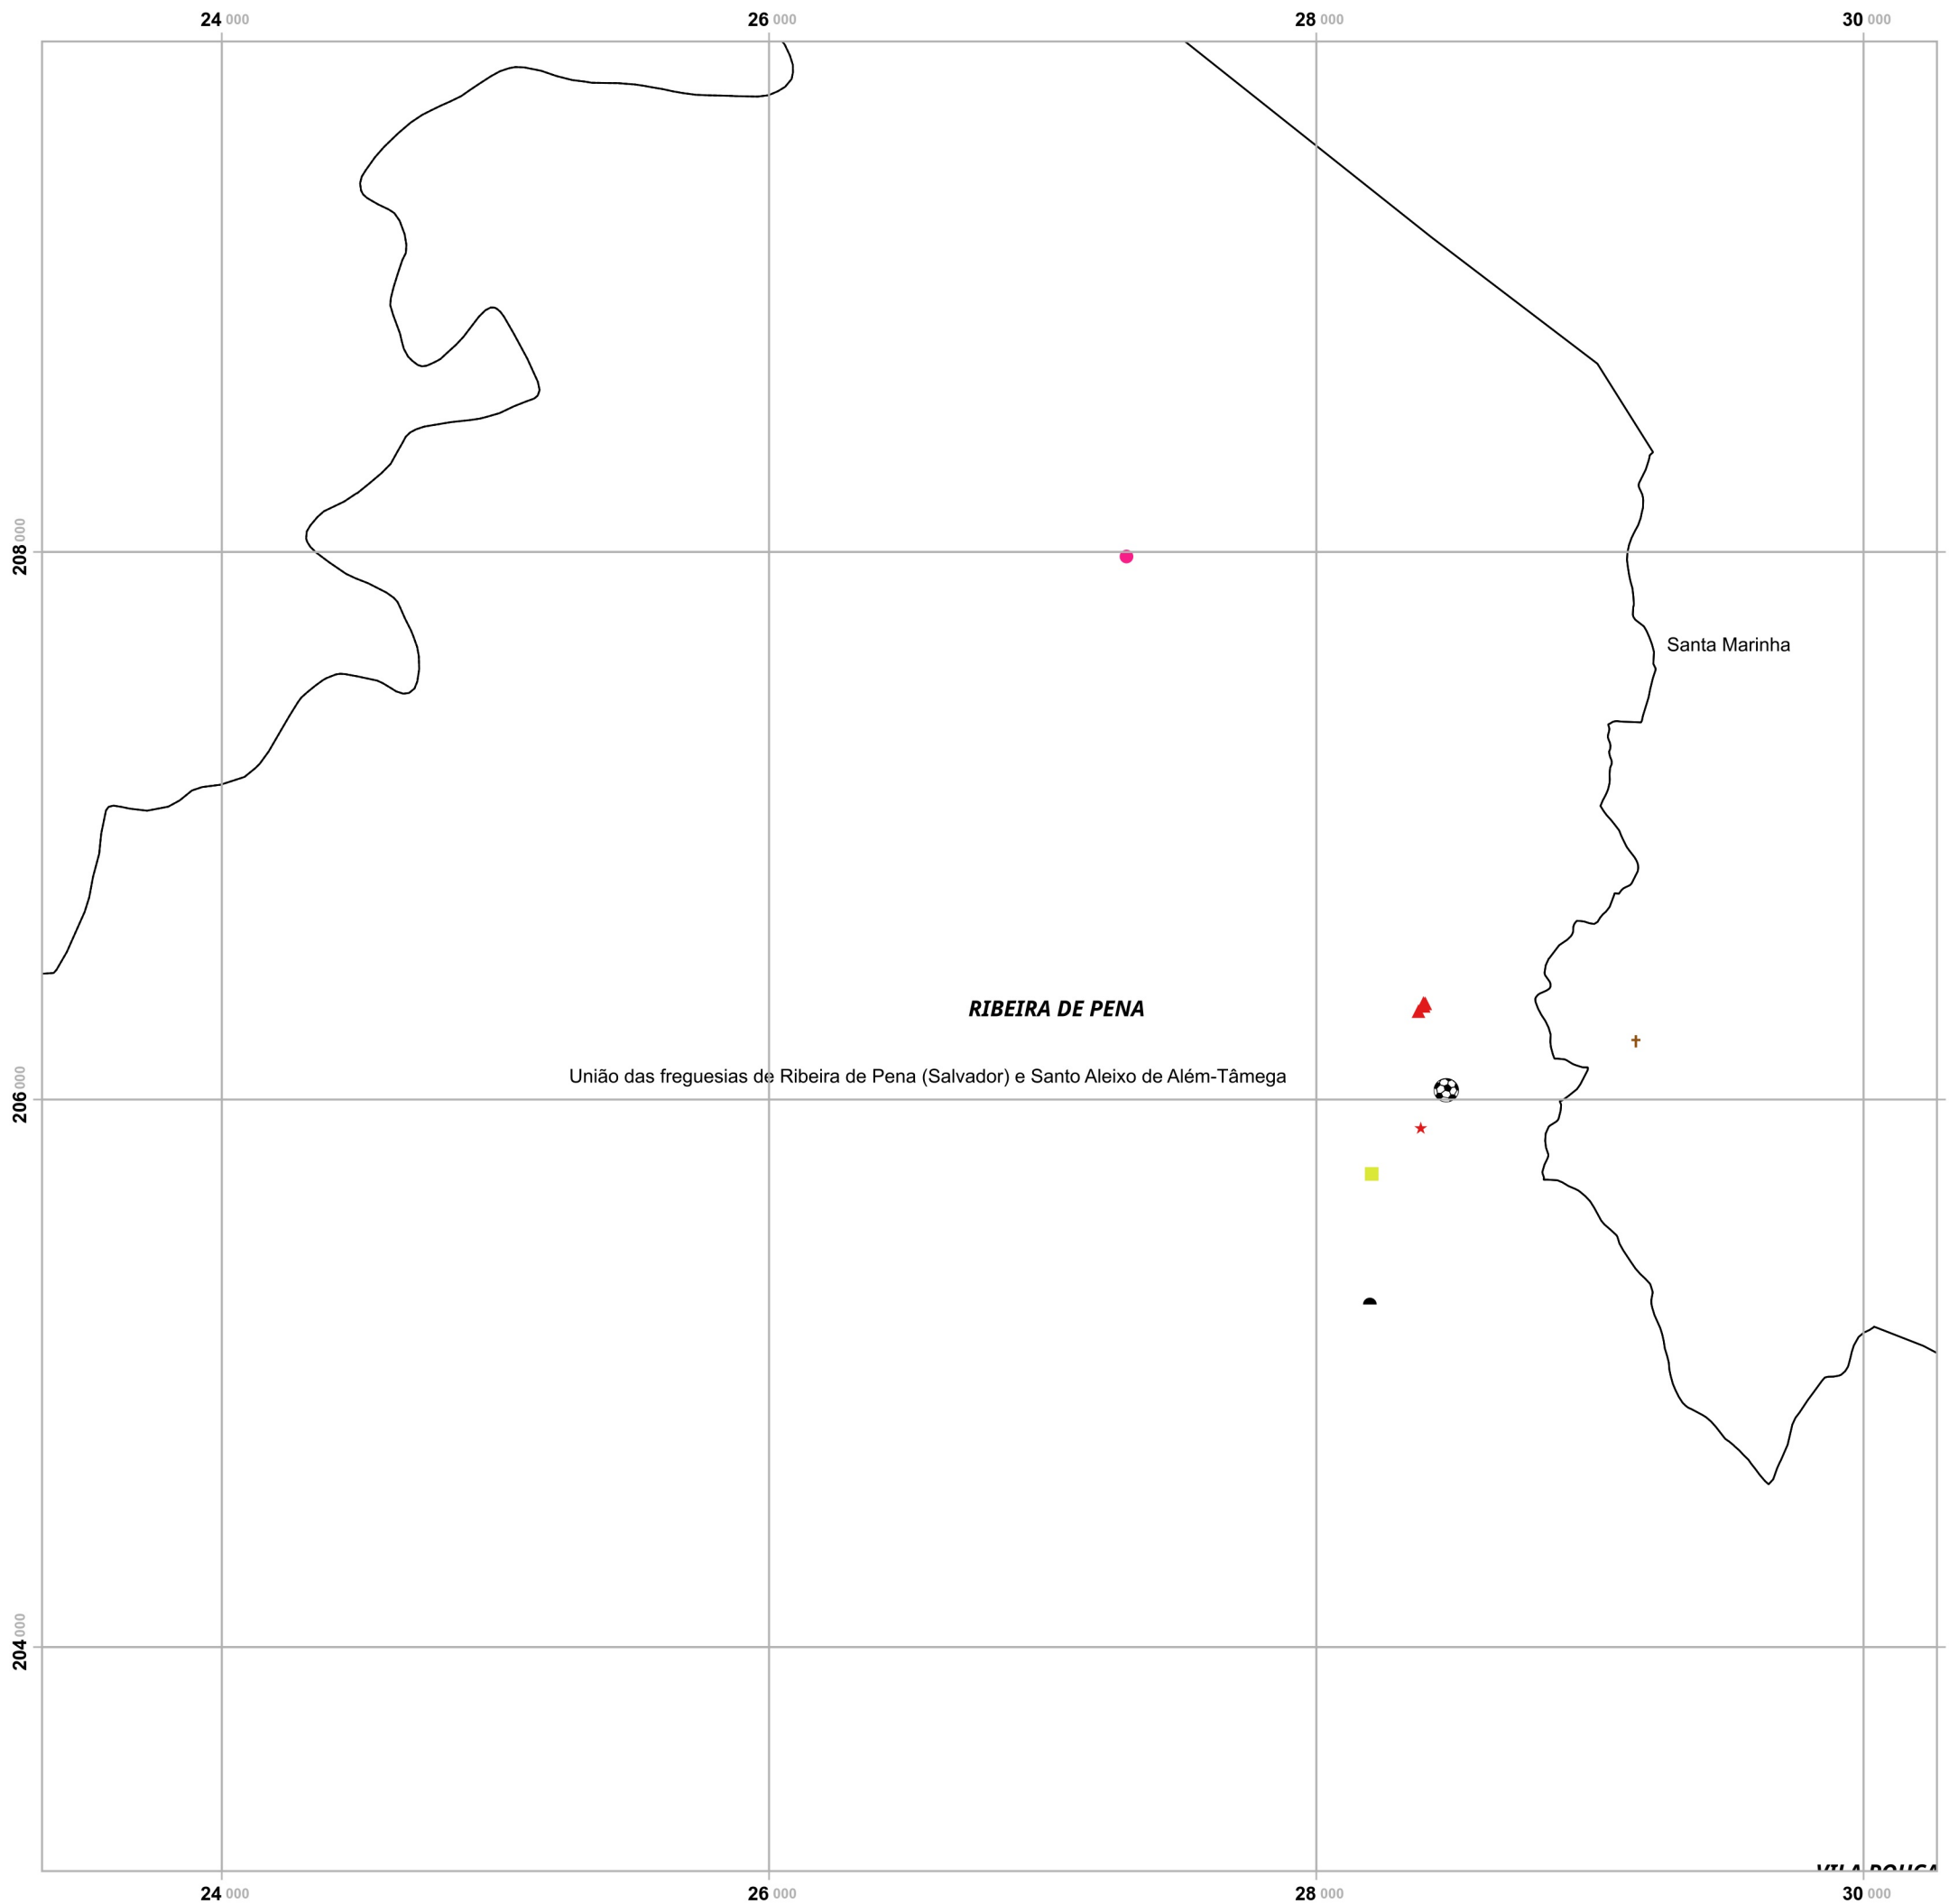 24 000 26 000 28 000 30 000
208 000
Santa Marinha
RIBEIRA DE PENA
União das freguesias de Ribeira de Pena (Salvador) e Santo Aleixo de Além-Tâmega
206 000
204 000
24 000 26 000 28 000 30 000